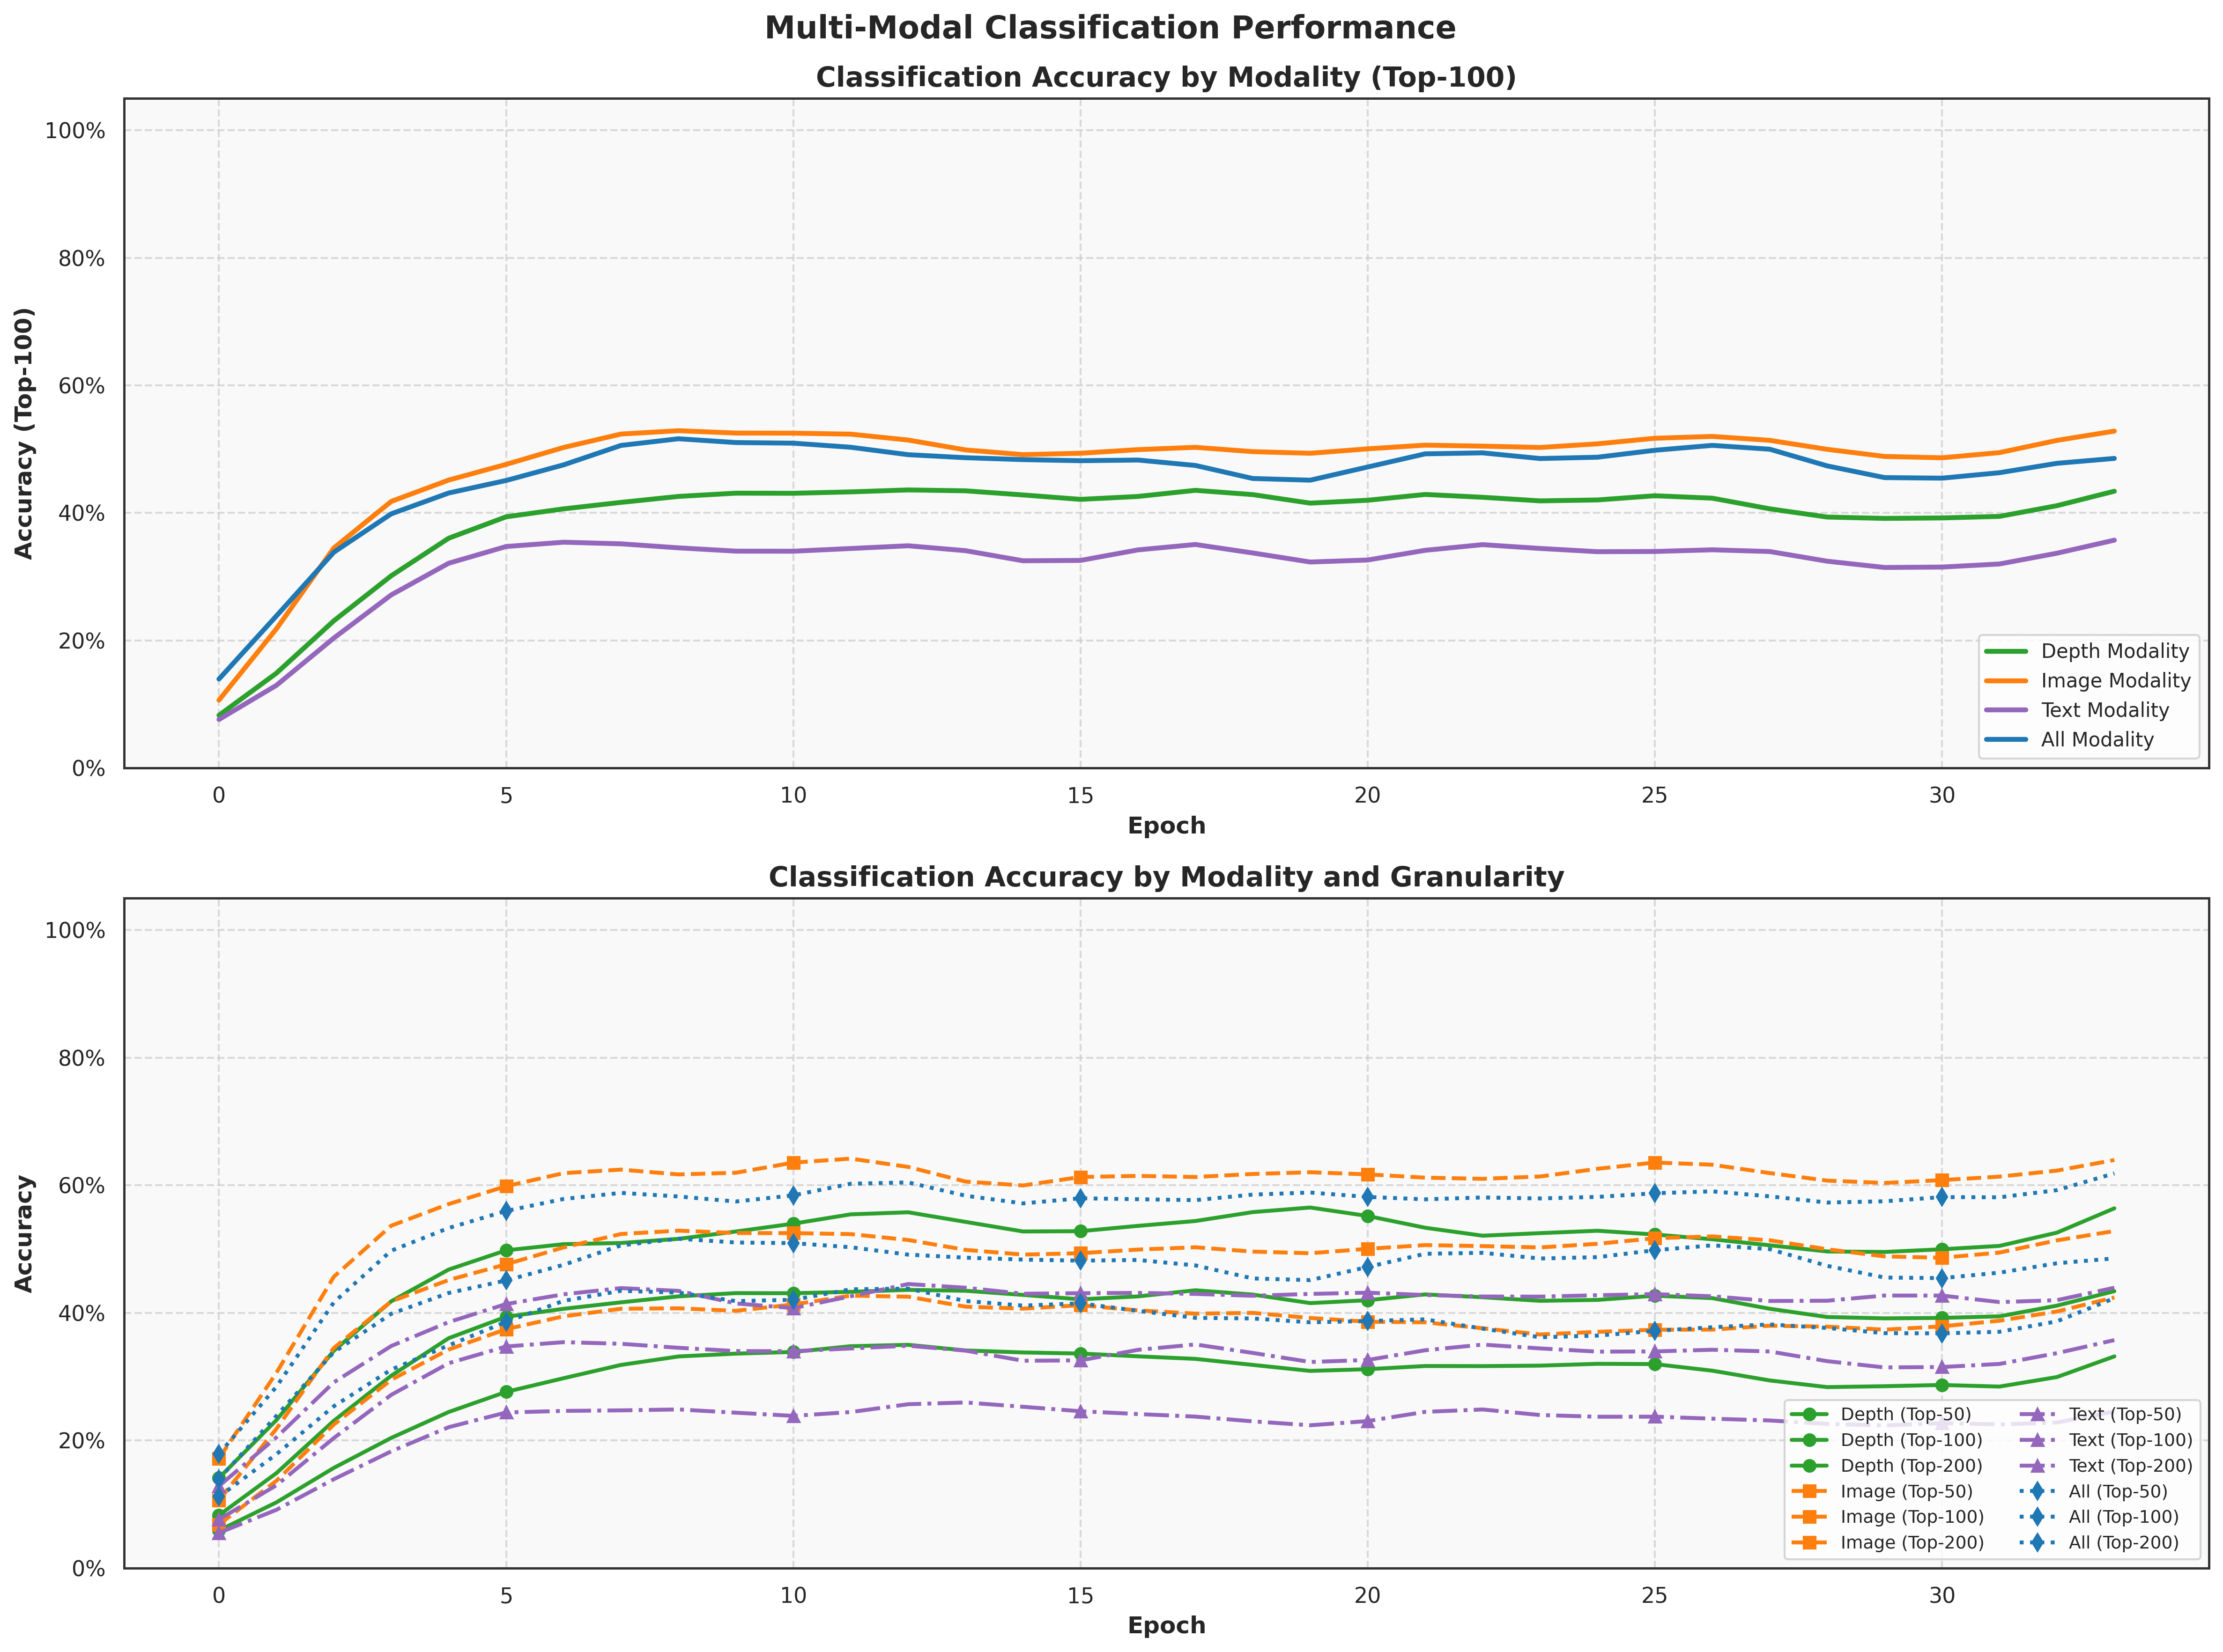 Multi-Modal Classification Performance
Classification Accuracy by Modality (Top-100)
Accuracy (Top-100)
100%
80%
60%
40%
20%
0%
0 5 10 15 20 25 30
Epoch
Depth Modality
Image Modality
Text Modality
All Modality
Classification Accuracy by Modality and Granularity
Accuracy
100%
80%
60%
40%
20%
0%
0 5 10 15 20 25 30
Epoch
Depth (Top-50)
Depth (Top-100)
Depth (Top-200)
Image (Top-50)
Image (Top-100)
Image (Top-200)
Text (Top-50)
Text (Top-100)
Text (Top-200)
All (Top-50)
All (Top-100)
All (Top-200)